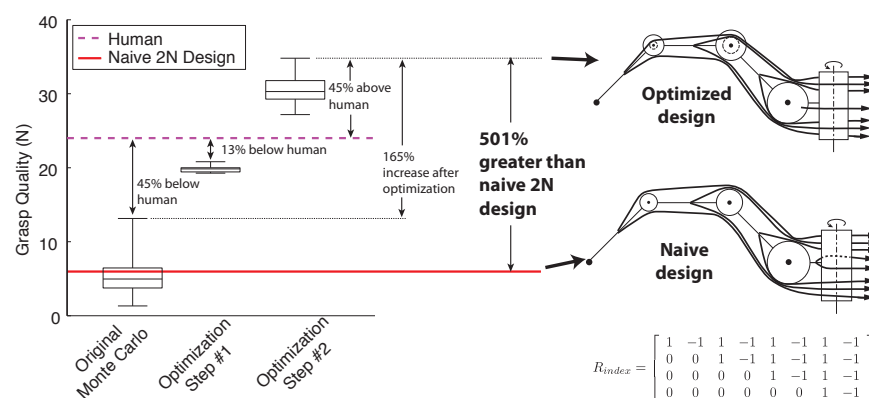 40
30
20
10
0
Grasp Quality (N)
Human
Naive 2N Design
45% above
human
13% below human
45% below
human
165%
increase after
optimization
501%
greater than
naive 2N
design
Original
Monte Carlo
Optimization
Step #1
Optimization
Step #2
Optimized
design
Naive
design
R_index =
1 −1 1 −1 1 −1 1 −1
0 0 1 −1 1 −1 1 −1
0 0 0 0 1 −1 1 −1
0 0 0 0 0 0 1 −1